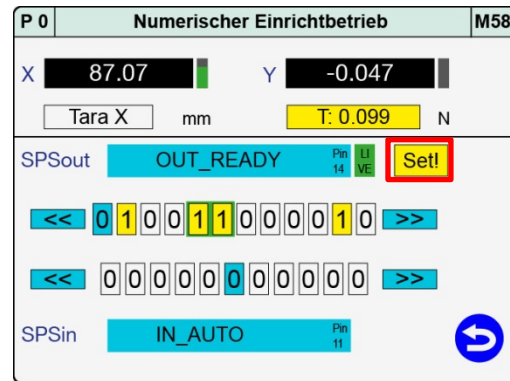 P 0 Numerischer Einrichtbetrieb M58
X 87.07 Y -0.047
Tara X mm T: 0.099 N
SPSout OUT_READY Pin 14 LIVE Set!
<< 0 1 0 0 1 1 0 0 0 0 1 0 >>
<< 0 0 0 0 0 0 0 0 0 0 0 0 >>
SPSin IN_AUTO Pin 11